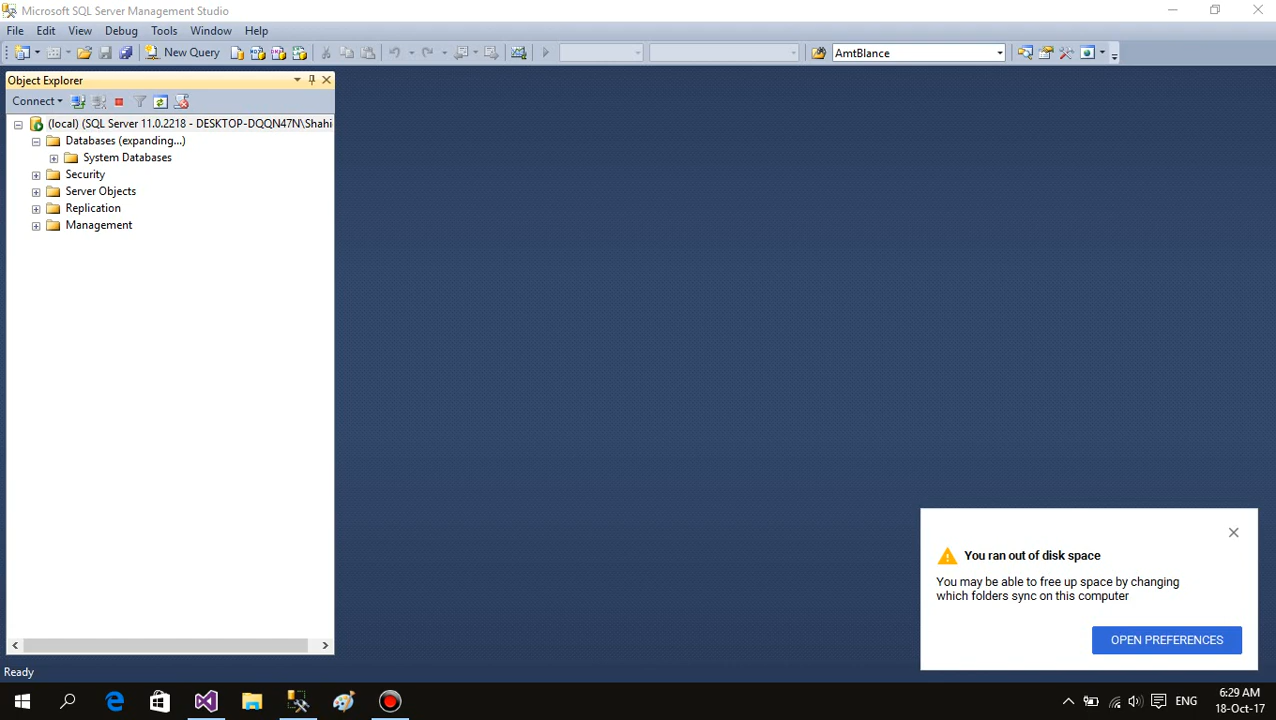 Microsoft SQL Server Management Studio
File Edit View Debug Tools Window Help
New Query AmtBlance
Object Explorer
Connect
(local) (SQL Server 11.0.2218 - DESKTOP-DQQN47N\Shahi
Databases (expanding...)
System Databases
Security
Server Objects
Replication
Management
You ran out of disk space
You may be able to free up space by changing
which folders sync on this computer
OPEN PREFERENCES
Ready
6:29 AM
ENG
18-Oct-17